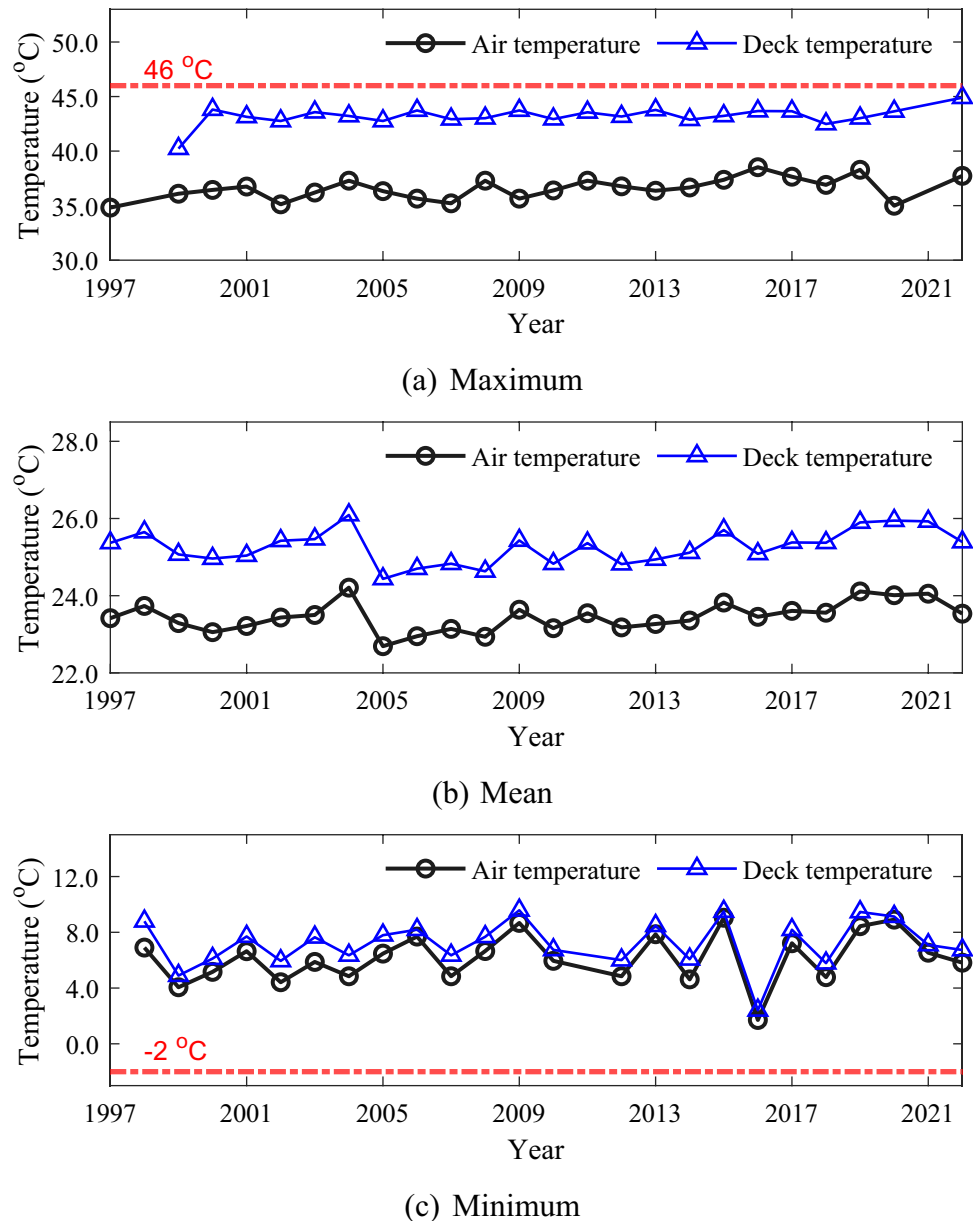 50.0
45.0
40.0
35.0
30.0
Temperature (°C)
Air temperature
Deck temperature
46 °C
1997
2001
2005
2009
2013
2017
2021
Year
(a) Maximum
28.0
26.0
24.0
22.0
Temperature (°C)
Air temperature
Deck temperature
1997
2001
2005
2009
2013
2017
2021
Year
(b) Mean
12.0
8.0
4.0
0.0
Temperature (°C)
Air temperature
Deck temperature
-2 °C
1997
2001
2005
2009
2013
2017
2021
Year
(c) Minimum